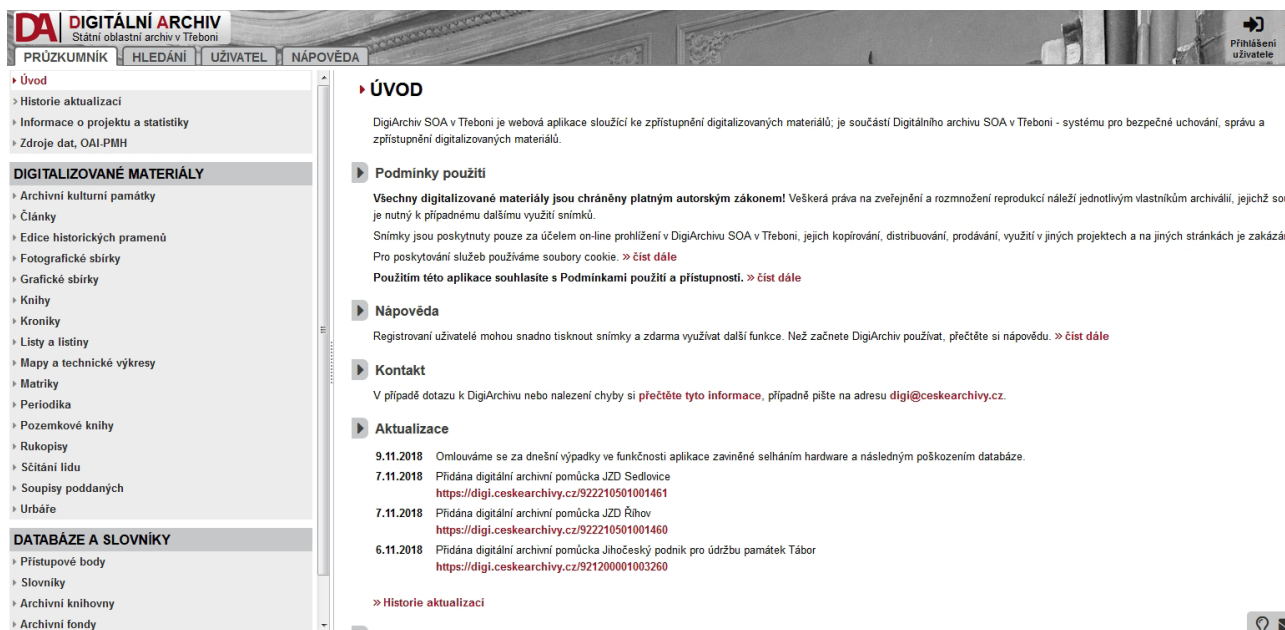 DA DIGITÁLNÍ ARCHIV
Státní oblastní archiv v Třeboni
Přihlášení
uživatele
PRŮZKUMNÍK HLEDÁNÍ UŽIVATEL NÁPOVĚDA
Úvod
Historie aktualizací
Informace o projektu a statistiky
Zdroje dat, OAI-PMH
DIGITALIZOVANÉ MATERIÁLY
Archivní kulturní památky
Články
Edice historických pramenů
Fotografické sbírky
Grafické sbírky
Knihy
Kroniky
Listy a listiny
Mapy a technické výkresy
Matriky
Periodika
Pozemkové knihy
Rukopisy
Sčítání lidu
Soupisy poddaných
Urbáře
DATABÁZE A SLOVNÍKY
Přístupové body
Slovníky
Archivní knihovny
Archivní fondy
ÚVOD
DigiArchiv SOA v Třeboni je webová aplikace sloužící ke zpřístupnění digitalizovaných materiálů; je součástí Digitálního archivu SOA v Třeboni - systému pro bezpečné uchování, správu a
zpřístupnění digitalizovaných materiálů.
Podmínky použití
Všechny digitalizované materiály jsou chráněny platným autorským zákonem! Veškerá práva na zveřejnění a rozmnožení reprodukcí náleží jednotlivým vlastníkům archiválií, jejichž
je nutný k případnému dalšímu využití snímků.
Snímky jsou poskytnuty pouze za účelem on-line prohlížení v DigiArchivu SOA v Třeboni, jejich kopírování, distribuování, prodávání, využití v jiných projektech a na jiných stránkách je
Pro poskytování služeb používáme soubory cookie. » číst dále
Použitím této aplikace souhlasíte s Podmínkami použití a přístupnosti. » číst dále
Nápověda
Registrovaní uživatelé mohou snadno tisknout snímky a zdarma využívat další funkce. Než začnete DigiArchiv používat, přečtěte si nápovědu. » číst dále
Kontakt
V případě dotazu k DigiArchivu nebo nalezení chyby si přečtěte tyto informace, případně pište na adresu digi@ceskearchivy.cz.
Aktualizace
9.11.2018 Omlouváme se za dnešní výpadky ve funkčnosti aplikace zaviněné selháním hardware a následným poškozením databáze.
7.11.2018 Přidána digitální archivní pomůcka JZD Sedlovice
https://digi.ceskearchivy.cz/922210501001461
7.11.2018 Přidána digitální archivní pomůcka JZD Říhov
https://digi.ceskearchivy.cz/922210501001460
6.11.2018 Přidána digitální archivní pomůcka Jihočeský podnik pro údržbu památek Tábor
https://digi.ceskearchivy.cz/921200001003260
» Historie aktualizací